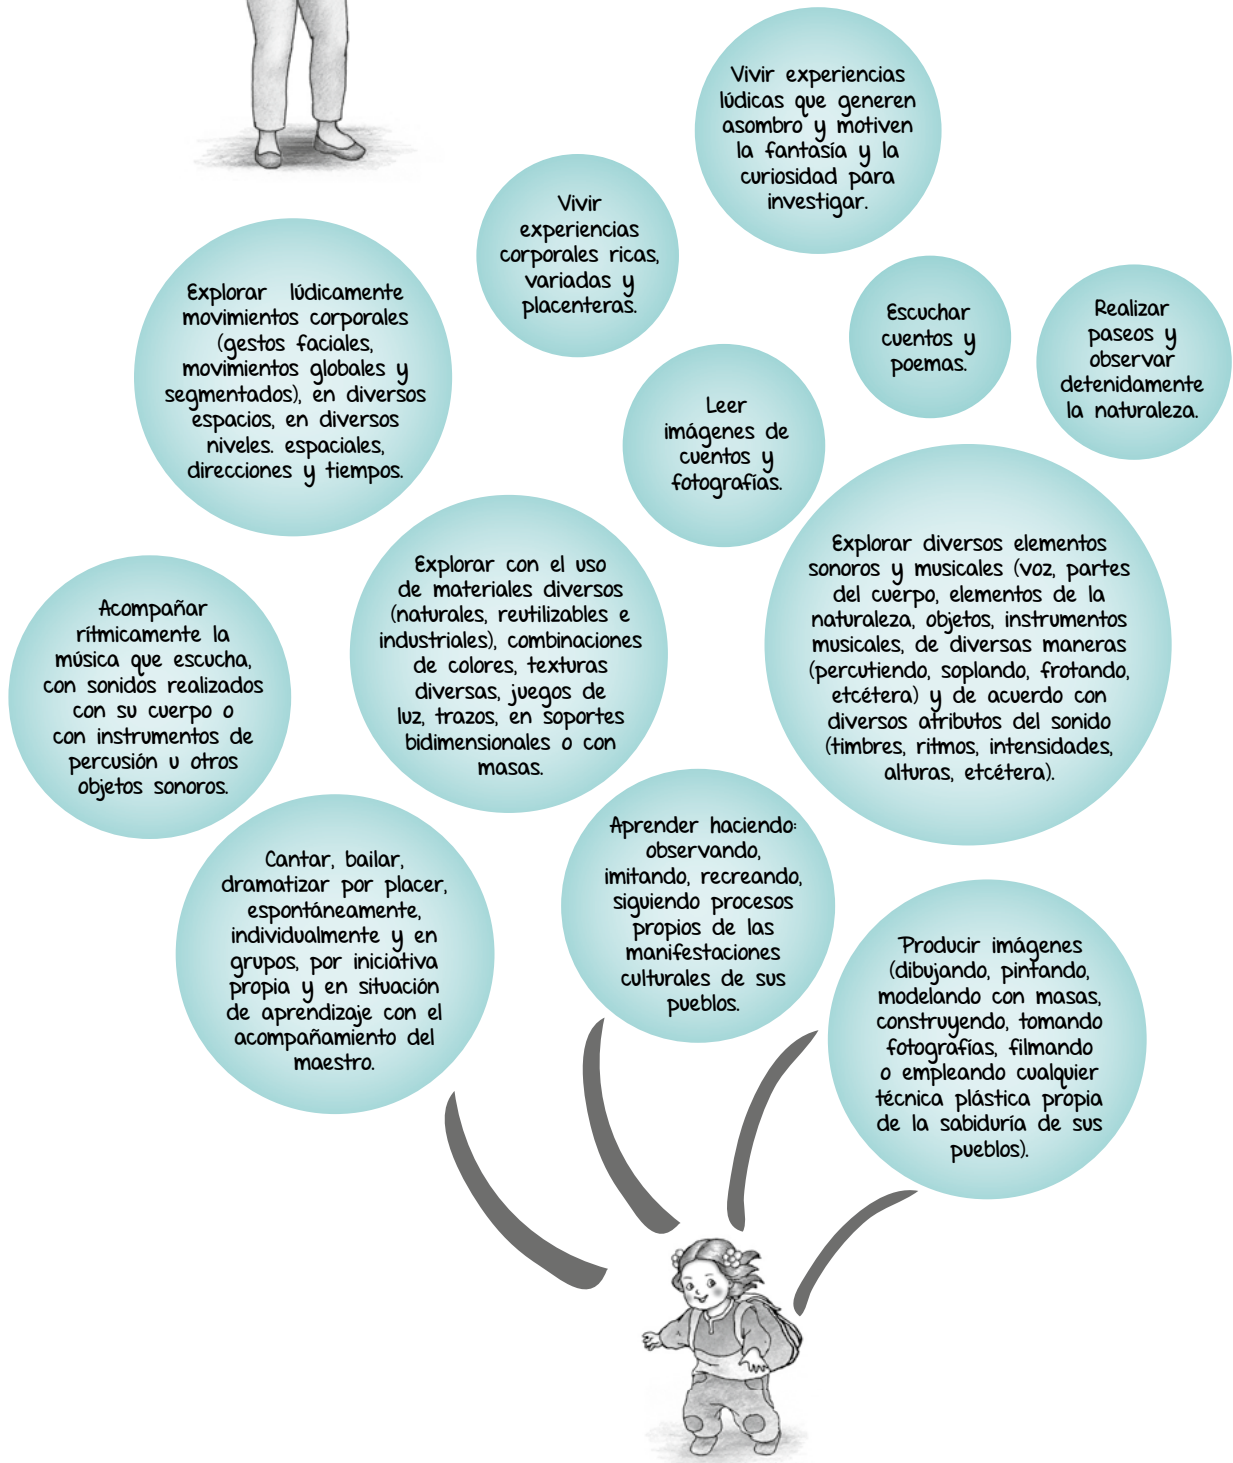 Vivir experiencias
lúdicas que generen
asombro y motiven
la fantasía y la
curiosidad para
investigar.
Vivir
experiencias
corporales ricas,
variadas y
placenteras.
Explorar lúdicamente
movimientos corporales
(gestos faciales,
movimientos globales y
segmentados), en diversos
espacios, en diversos
niveles. espaciales,
direcciones y tiempos.
Escuchar
cuentos y
poemas.
Realizar
paseos y
observar
detenidamente
la naturaleza.
Leer
imágenes de
cuentos y
fotografías.
Acompañar
rítmicamente la
música que escucha,
con sonidos realizados
con su cuerpo o
con instrumentos de
percusión u otros
objetos sonoros.
Explorar con el uso
de materiales diversos
(naturales, reutilizables e
industriales), combinaciones
de colores, texturas
diversas, juegos de
luz, trazos, en soportes
bidimensionales o con
masas.
Explorar diversos elementos
sonoros y musicales (voz, partes
del cuerpo, elementos de la
naturaleza, objetos, instrumentos
musicales, de diversas maneras
(percutiendo, soplando, frotando,
etcétera) y de acuerdo con
diversos atributos del sonido
(timbres, ritmos, intensidades,
alturas, etcétera).
Cantar, bailar,
dramatizar por placer,
espontáneamente,
individualmente y en
grupos, por iniciativa
propia y en situación
de aprendizaje con el
acompañamiento del
maestro.
Aprender haciendo:
observando,
imitando, recreando,
siguiendo procesos
propios de las
manifestaciones
culturales de sus
pueblos.
Producir imágenes
(dibujando, pintando,
modelando con masas,
construyendo, tomando
fotografías, filmando
o empleando cualquier
técnica plástica propia
de la sabiduría de sus
pueblos).